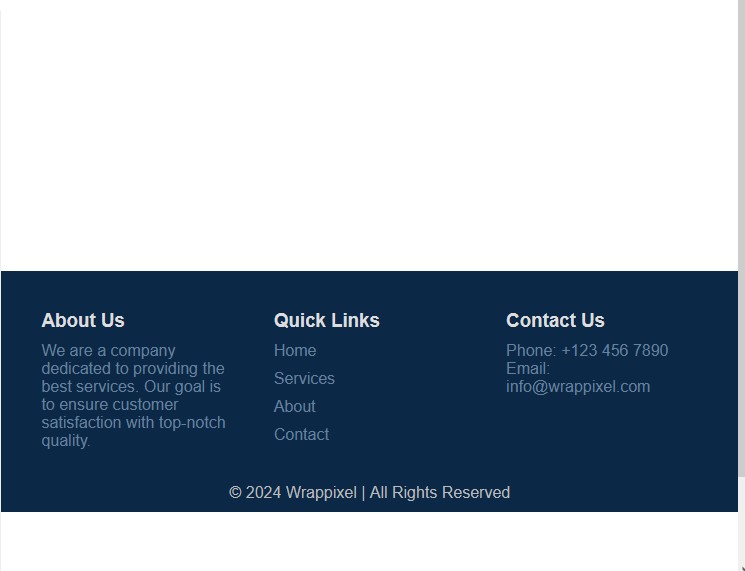 About Us
We are a company
dedicated to providing the
best services. Our goal is
to ensure customer
satisfaction with top-notch
quality.
Quick Links
Home
Services
About
Contact
Contact Us
Phone: +123 456 7890
Email:
info@wrappixel.com
© 2024 Wrappixel | All Rights Reserved